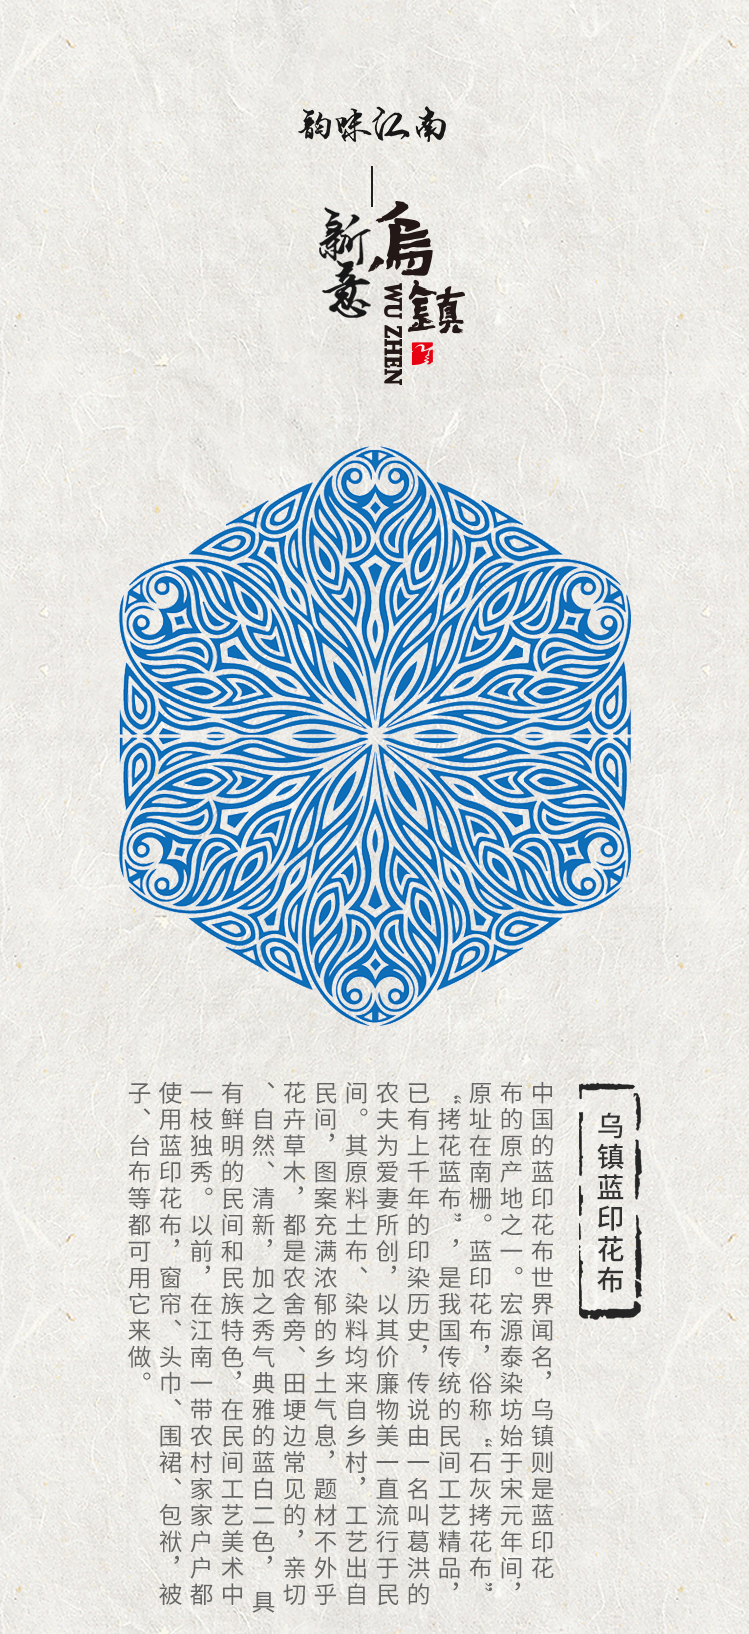 韵味江南
乌鎮
新意
WU ZHEN
乌镇蓝印花布
中国的蓝印花布世界闻名，乌镇则是蓝印花
布的原产地之一。宏源泰染坊始于宋元年间，
原址在南栅。蓝印花布，俗称“石灰拷花布”
“拷花蓝布”，是我国传统的民间工艺精品，
已有上千年的印染历史，传说由一名叫葛洪的
农夫为爱妻所创，以其价廉物美一直流行于民
间。其原料土布、染料均来自乡村，工艺出自
民间，图案充满浓郁的乡土气息，题材不外乎
花卉草木，都是农舍旁、田埂边常见的，亲切
、自然、清新，加之秀气典雅的蓝白二色，具
有鲜明的民间和民族特色，在民间工艺美术中
一枝独秀。以前，在江南一带农村家家户户都
使用蓝印花布，窗帘、头巾、围裙、包袱，被
子、台布等都可用它来做。